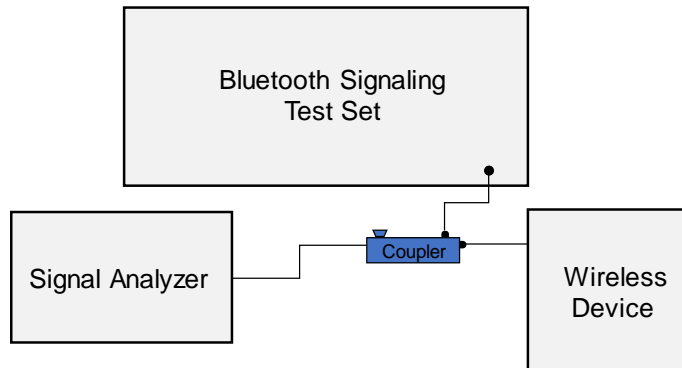 Bluetooth Signaling
Test Set
Signal Analyzer
Coupler
Wireless
Device